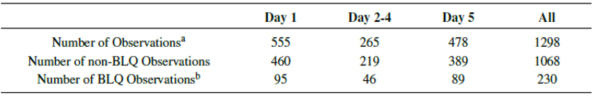 Day 1 Day 2-4 Day 5 All
Number of Observationsa 555 265 478 1298
Number of non-BLQ Observations 460 219 389 1068
Number of BLQ Observationsb 95 46 89 230